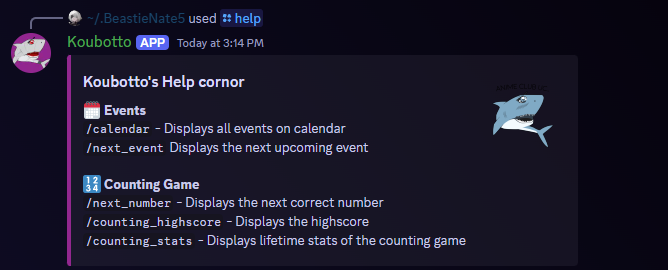 ~/.BeastieNate5 used help
Koubotto APP Today at 3:14 PM
Koubotto's Help cornor
Events
/calendar - Displays all events on calendar
/next_event Displays the next upcoming event
1234 Counting Game
/next_number - Displays the next correct number
/counting_highscore - Displays the highscore
/counting_stats - Displays lifetime stats of the counting game